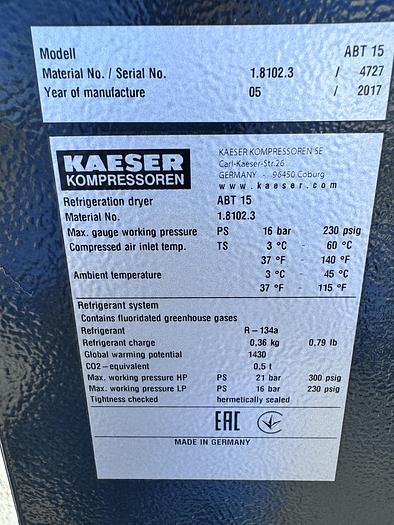 Modell ABT 15
Material No. / Serial No. 1.8102.3 / 4727
Year of manufacture 05 / 2017
KAESER
KOMPRESSOREN
KAESER KOMPRESSOREN SE
Carl-Kaeser-Str.26
GERMANY - 96450 Coburg
www.kaeser.com
Refrigeration dryer ABT 15
Material No. 1.8102.3
Max. gauge working pressure PS 16 bar 230 psig
Compressed air inlet temp. TS 3 °C 60 °C
37 °F - 140 °F
Ambient temperature 3 °C - 45 °C
37 °F - 115 °F
Refrigerant system
Contains fluoridated greenhouse gases
Refrigerant R-134a
Refrigerant charge 0,36 kg 0,79 lb
Global warming potential 1430
CO2-equivalent 0,5 t
Max. working pressure HP PS 21 bar 300 psig
Max. working pressure LP PS 16 bar 230 psig
Tightness checked hermetically sealed
EAC
MADE IN GERMANY